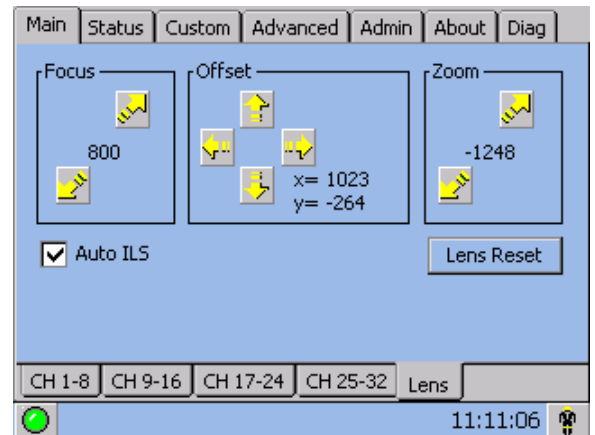 Main Status Custom Advanced Admin About Diag
Focus Offset Zoom
800 -1248
x= 1023
y= -264
Auto ILS Lens Reset
CH 1-8 CH 9-16 CH 17-24 CH 25-32 Lens
11:11:06